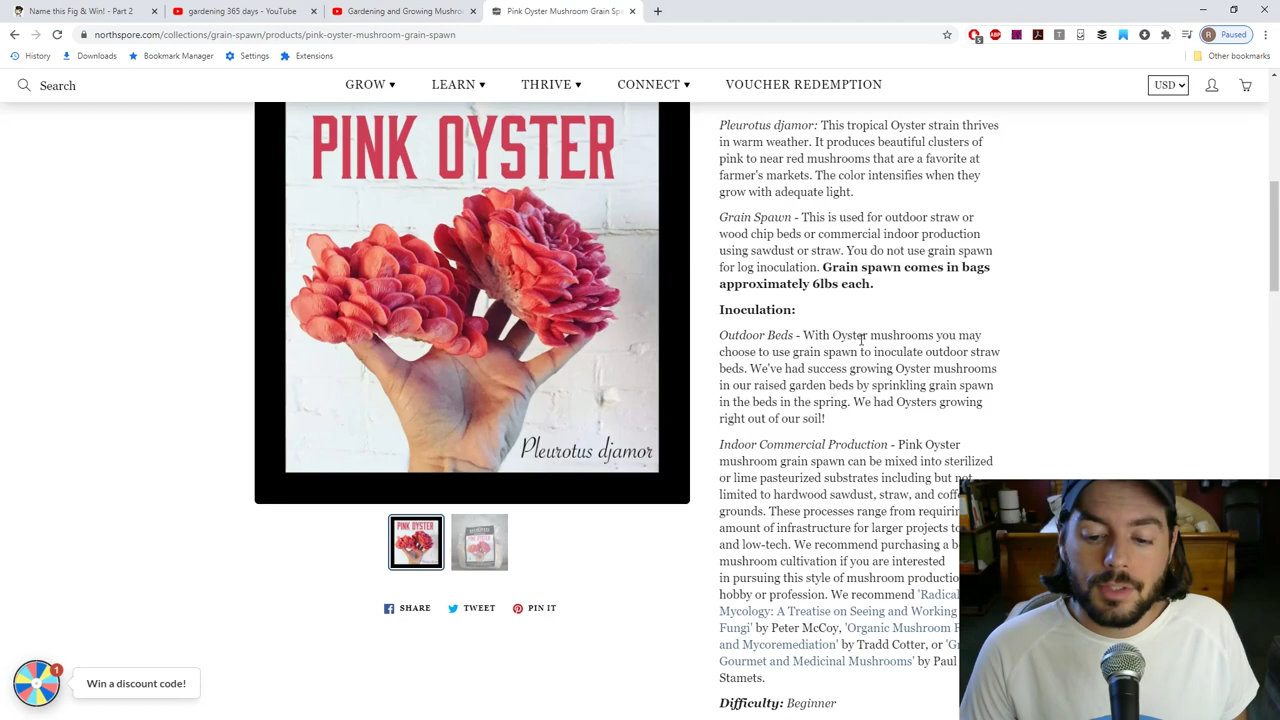 Name this & Win! - Part 2
gardening 365 days - YouTube
Gardening & Growing Mushr
Pink Oyster Mushroom Grain Sp
northspore.com/collections/grain-spawn/products/pink-oyster-mushroom-grain-spawn
R Paused
History Downloads Bookmark Manager Settings Extensions Other bookmarks
Search GROW LEARN THRIVE CONNECT VOUCHER REDEMPTION USD
PINK OYSTER
Pleurotus djamor
SHARE TWEET PIN IT
1
Win a discount code!
Pleurotus djamor: This tropical Oyster strain thrives
in warm weather. It produces beautiful clusters of
pink to near red mushrooms that are a favorite at
farmer's markets. The color intensifies when they
grow with adequate light.
Grain Spawn - This is used for outdoor straw or
wood chip beds or commercial indoor production
using sawdust or straw. You do not use grain spawn
for log inoculation. Grain spawn comes in bags
approximately 6lbs each.
Inoculation:
Outdoor Beds - With Oyster mushrooms you may
choose to use grain spawn to inoculate outdoor straw
beds. We've had success growing Oyster mushrooms
in our raised garden beds by sprinkling grain spawn
in the beds in the spring. We had Oysters growing
right out of our soil!
Indoor Commercial Production - Pink Oyster
mushroom grain spawn can be mixed into sterilized
or lime pasteurized substrates including but not
limited to hardwood sawdust, straw, and coff
grounds. These processes range from requirin
amount of infrastructure for larger projects to
and low-tech. We recommend purchasing a b
mushroom cultivation if you are interested
in pursuing this style of mushroom productio
hobby or profession. We recommend 'Radical
Mycology: A Treatise on Seeing and Working
Fungi' by Peter McCoy, 'Organic Mushroom F
and Mycoremediation' by Tradd Cotter, or 'Gr
Gourmet and Medicinal Mushrooms' by Paul
Stamets.
Difficulty: Beginner